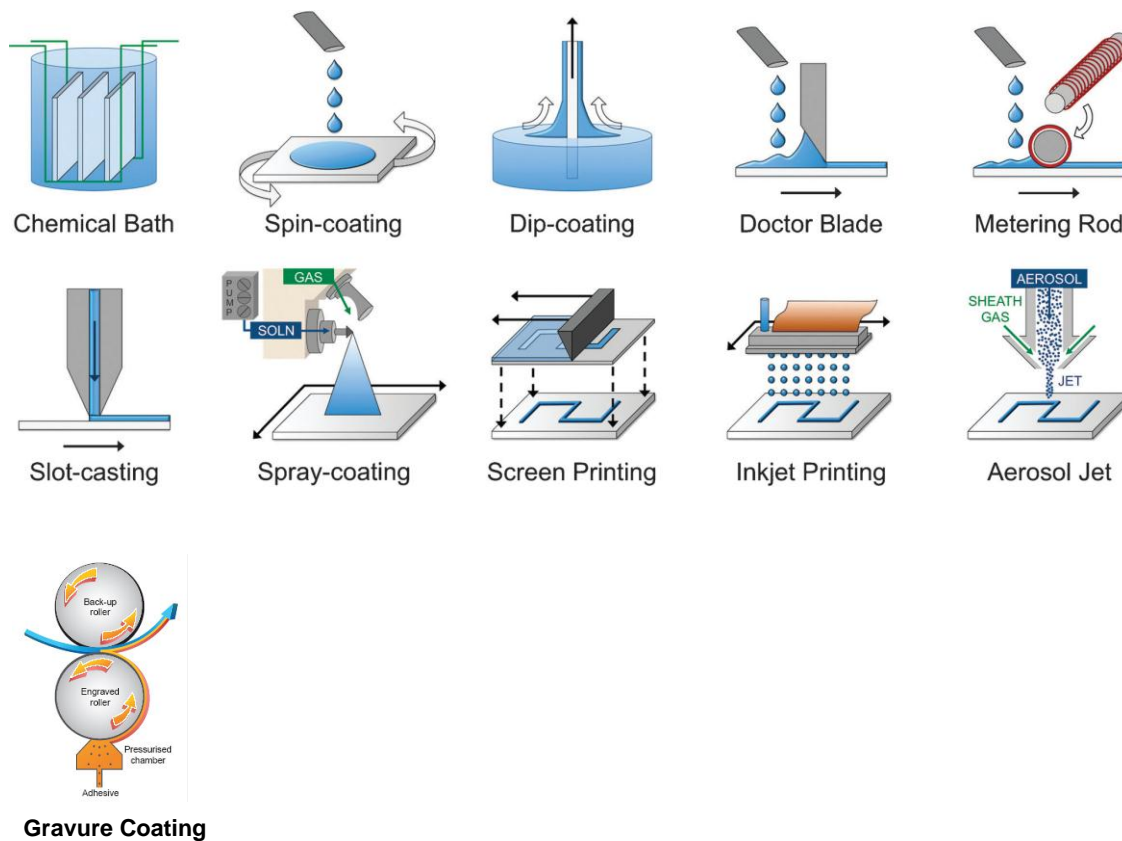 Chemical Bath
Spin-coating
Dip-coating
Doctor Blade
Metering Rod
PUMP
GAS
SOLN
AEROSOL
SHEATH
GAS
JET
Slot-casting
Spray-coating
Screen Printing
Inkjet Printing
Aerosol Jet
Back-up
roller
Engraved
roller
Pressurised
chamber
Adhesive
Gravure Coating